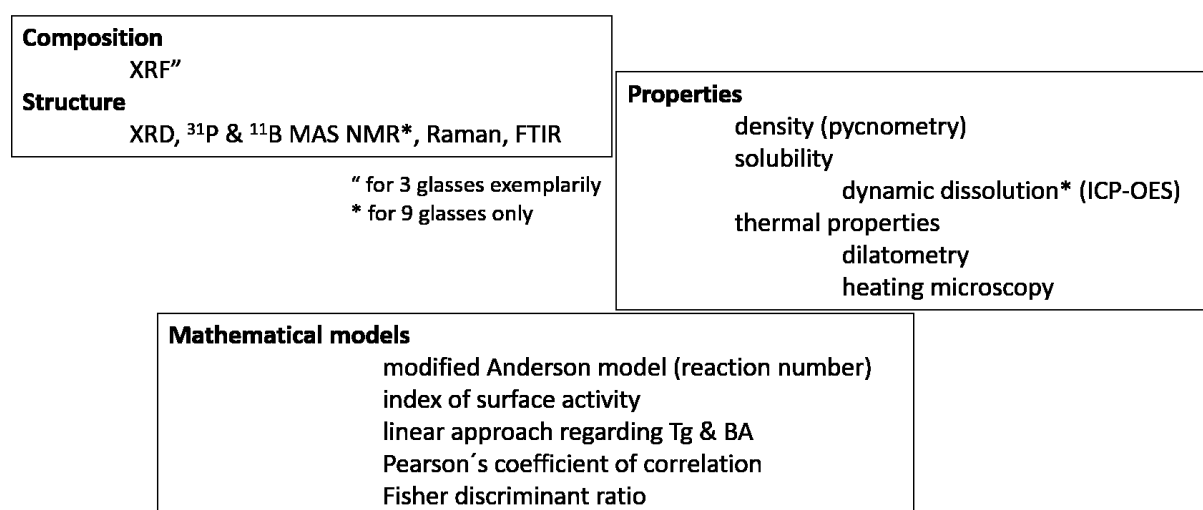 Composition
XRF”
Structure
XRD, ³¹P & ¹¹B MAS NMR*, Raman, FTIR
“ for 3 glasses exemplarily
* for 9 glasses only
Properties
density (pycnometry)
solubility
dynamic dissolution* (ICP-OES)
thermal properties
dilatometry
heating microscopy
Mathematical models
modified Anderson model (reaction number)
index of surface activity
linear approach regarding Tg & BA
Pearson´s coefficient of correlation
Fisher discriminant ratio